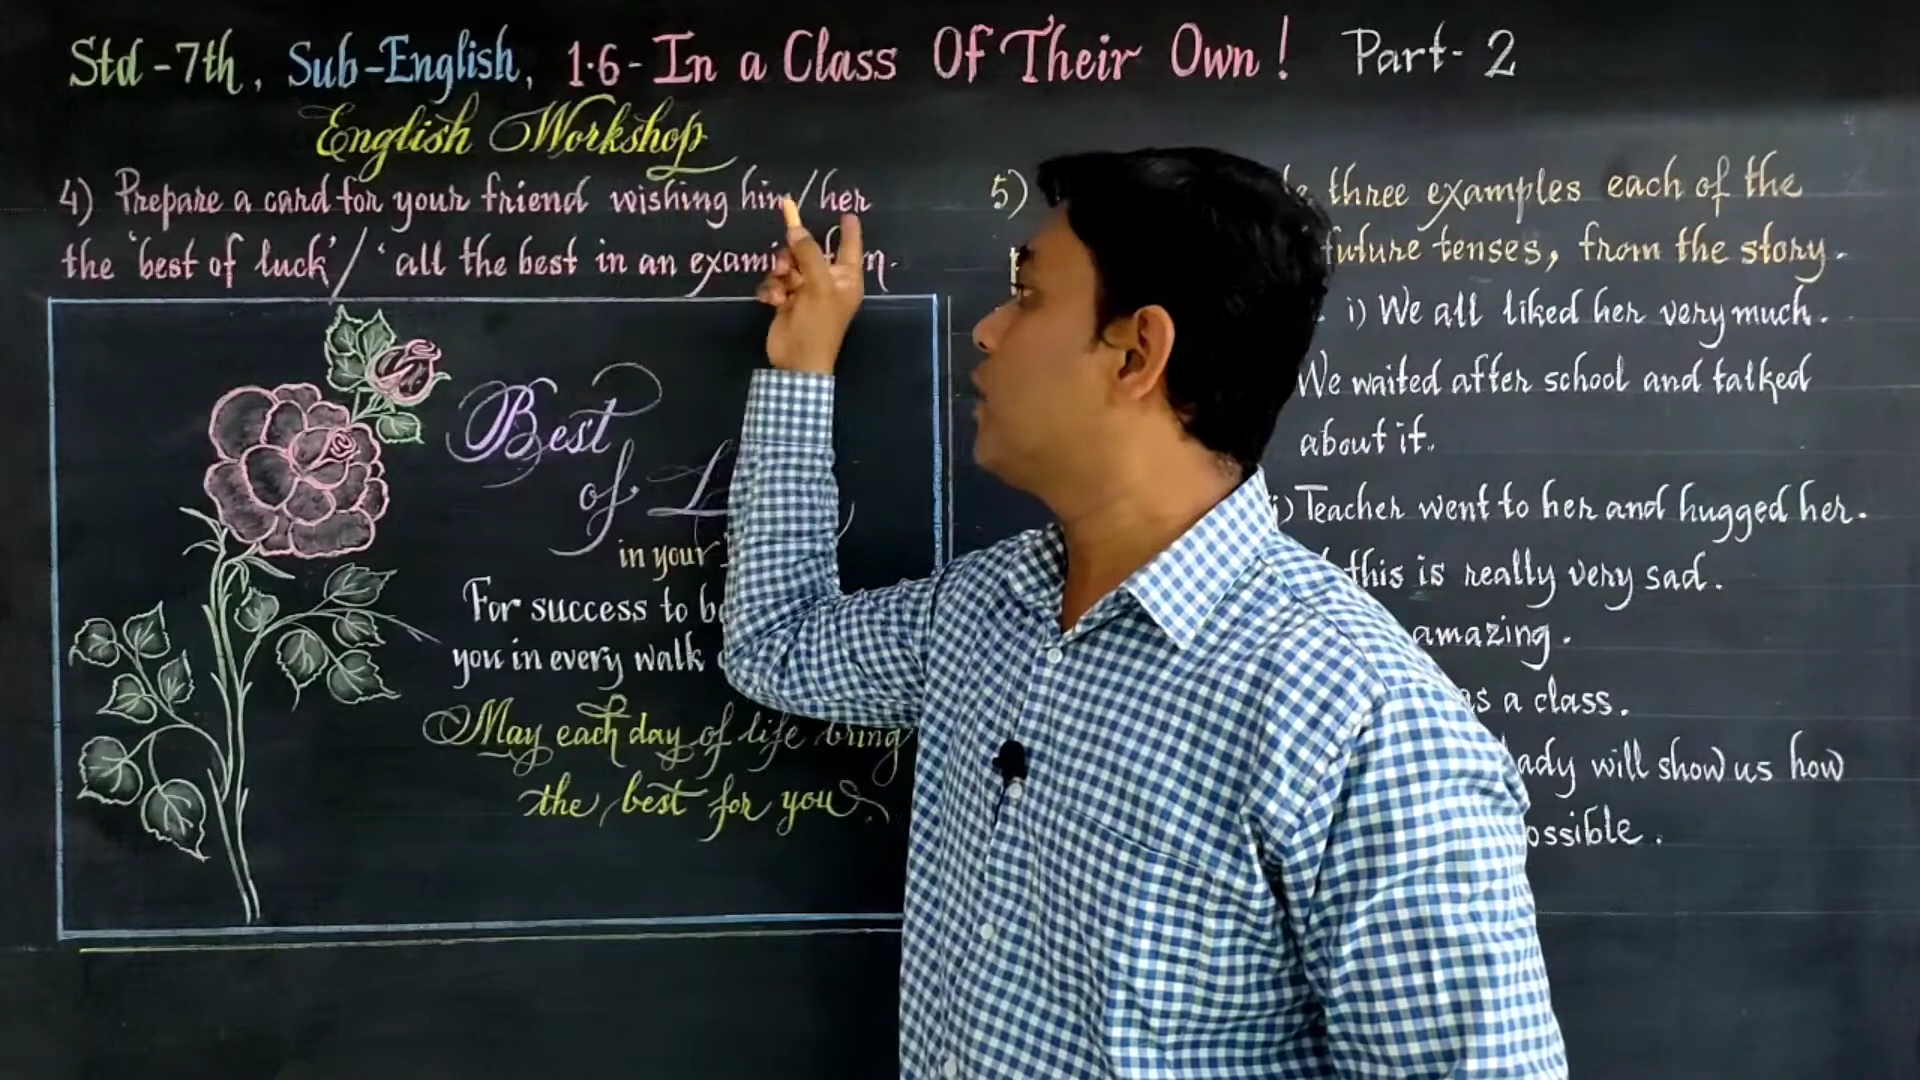 Std-7th, Sub-English, 1·6-In a Class Of Their Own! Part-2
English Workshop
4) Prepare a card for your friend wishing him/her
the 'best of luck'/ 'all the best in an
Best
of
in your
For success to
you in every walk
May each day of life bring
the best for you
5)
three examples each of the
future tenses, from the story.
i) We all liked her very much.
We waited after school and talked
about it.
Teacher went to her and hugged her.
this is really very sad.
amazing.
a class.
will show us how